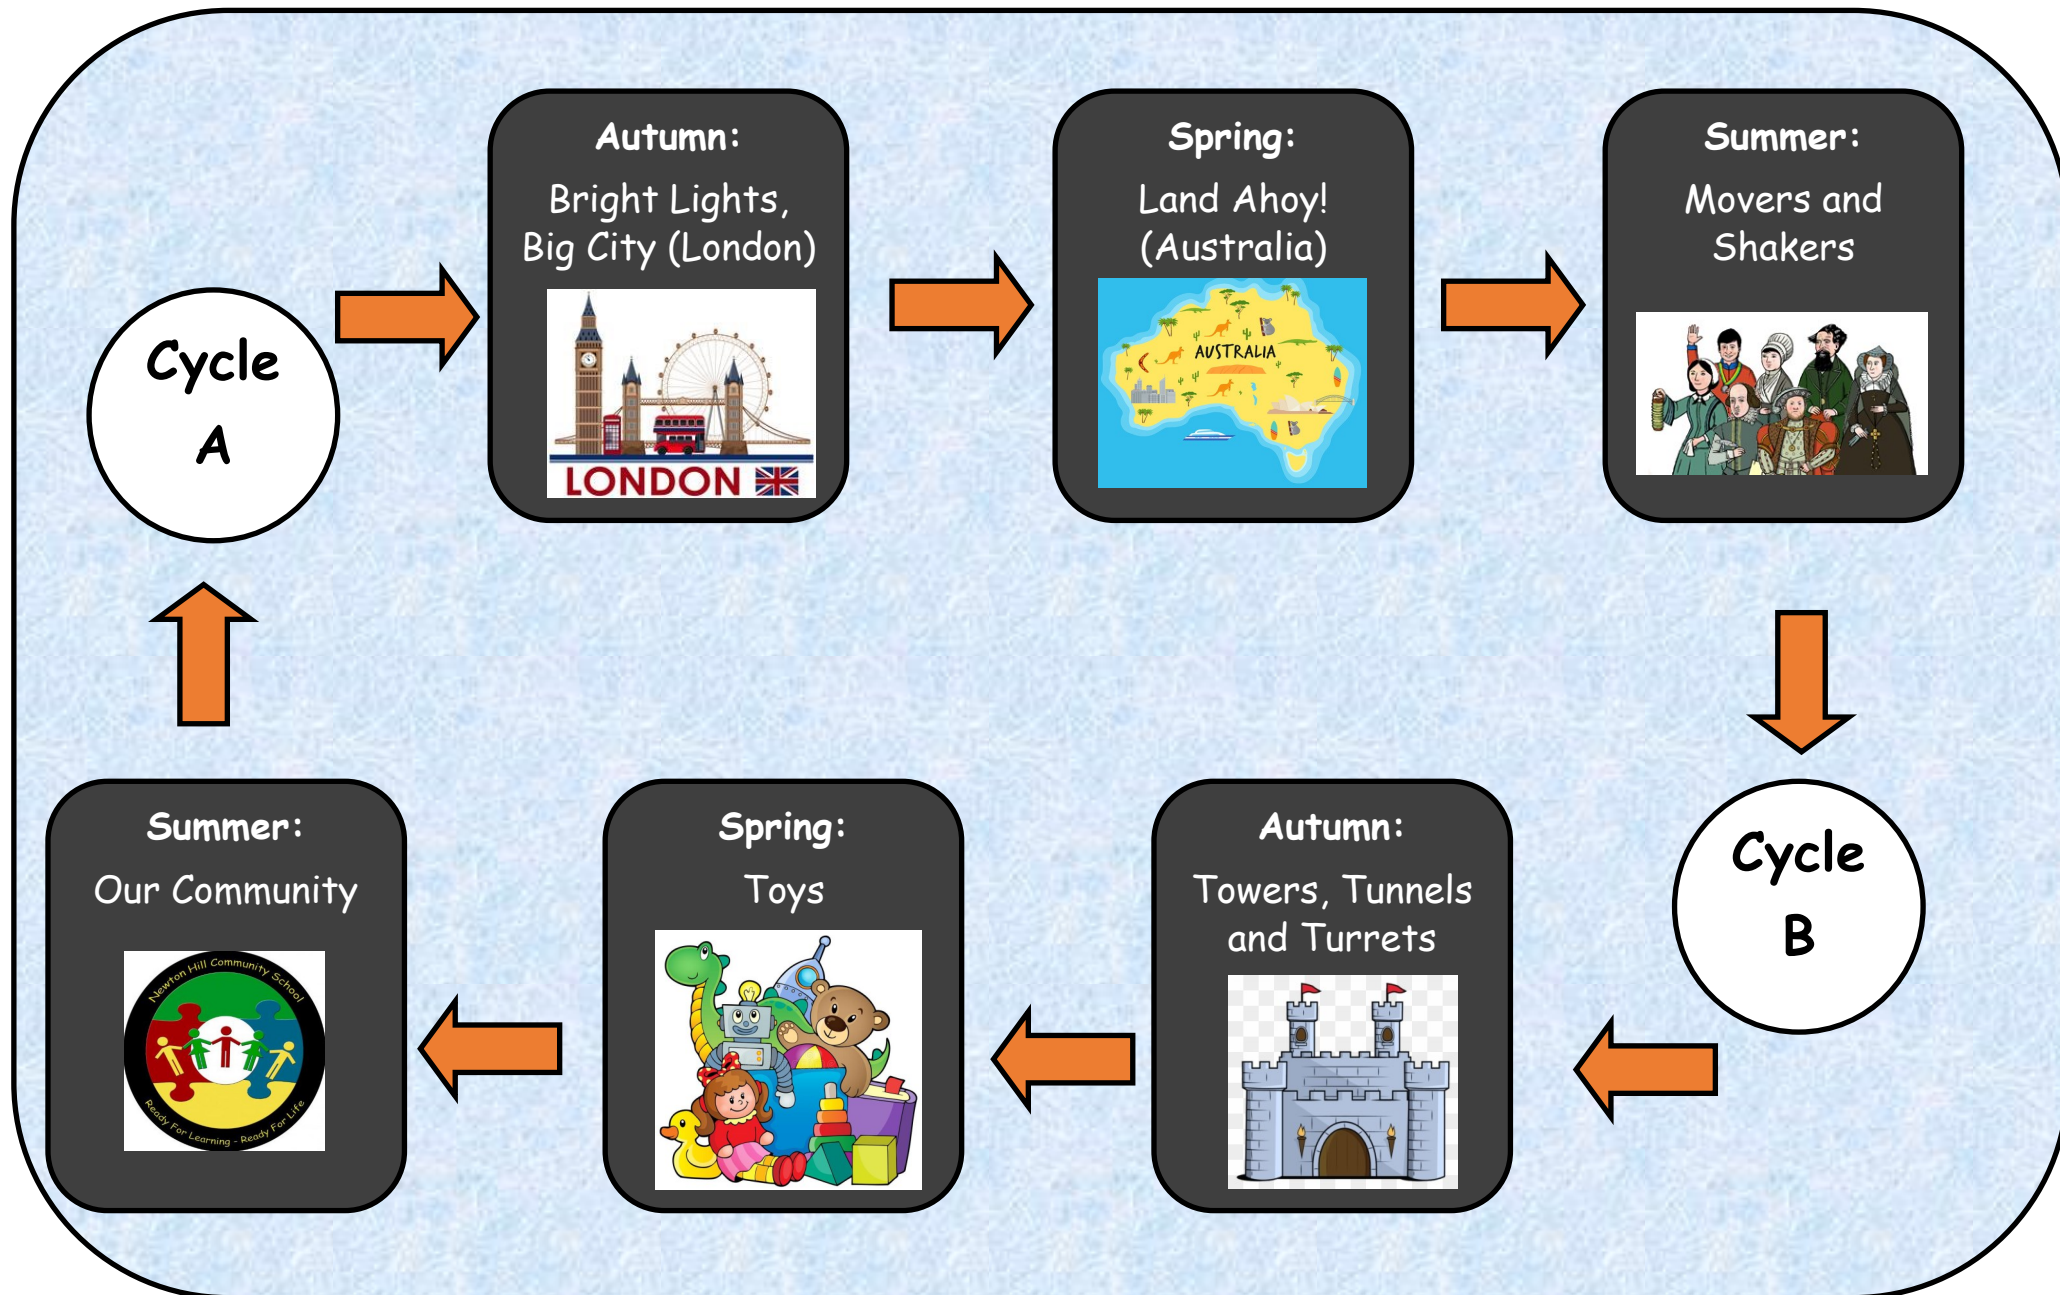 Cycle
A
Autumn:
Bright Lights,
Big City (London)
LONDON
Spring:
Land Ahoy!
(Australia)
AUSTRALIA
Summer:
Movers and
Shakers
Cycle
B
Autumn:
Towers, Tunnels
and Turrets
Spring:
Toys
Summer:
Our Community
Newton Hill Community School
Ready For Learning - Ready For Life